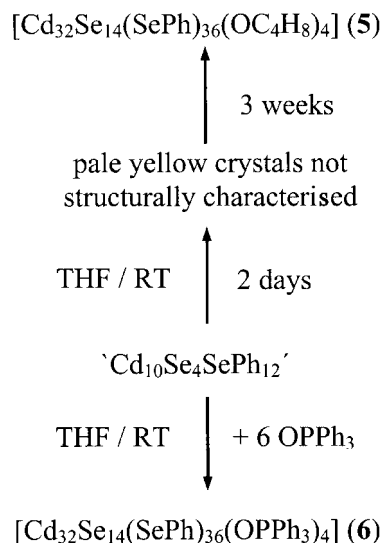 [Cd₃₂Se₁₄(SePh)₃₆(OC₄H₈)₄] (5)
3 weeks
pale yellow crystals not
structurally characterised
THF / RT 2 days
`Cd₁₀Se₄SePh₁₂´
THF / RT + 6 OPPh₃
[Cd₃₂Se₁₄(SePh)₃₆(OPPh₃)₄] (6)